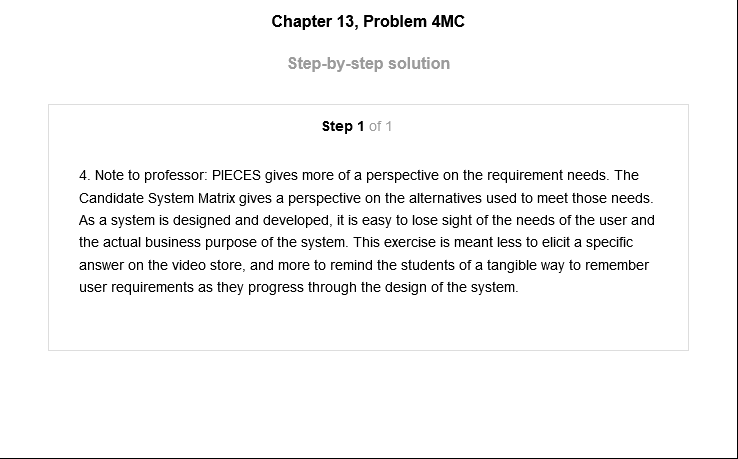 Chapter 13, Problem 4MC
Step-by-step solution
Step 1 of 1
4. Note to professor: PIECES gives more of a perspective on the requirement needs. The
Candidate System Matrix gives a perspective on the alternatives used to meet those needs.
As a system is designed and developed, it is easy to lose sight of the needs of the user and
the actual business purpose of the system. This exercise is meant less to elicit a specific
answer on the video store, and more to remind the students of a tangible way to remember
user requirements as they progress through the design of the system.